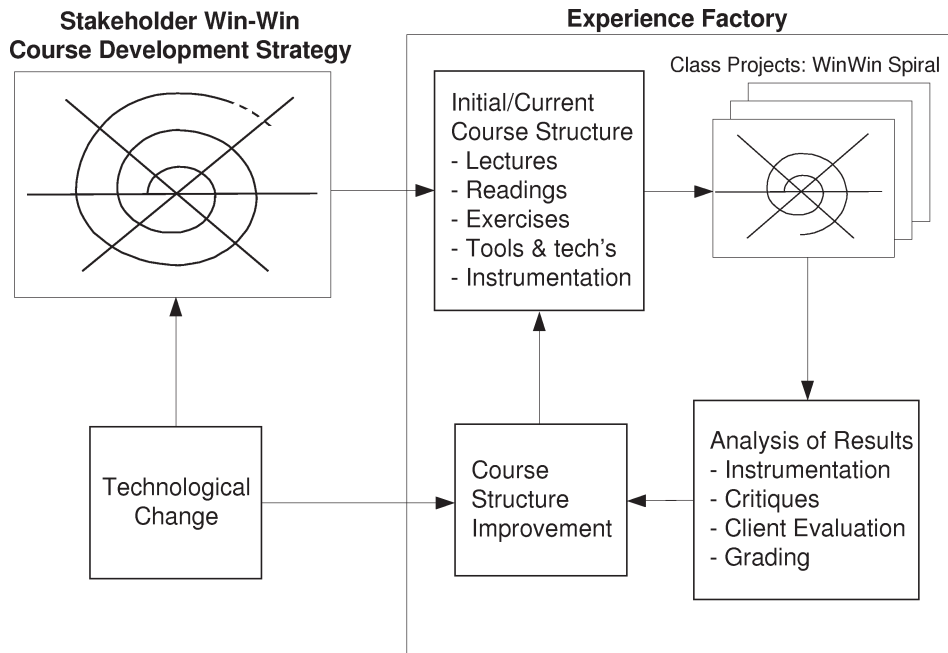 Stakeholder Win-Win
Course Development Strategy
Experience Factory
Class Projects: WinWin Spiral
Initial/Current
Course Structure
- Lectures
- Readings
- Exercises
- Tools & tech's
- Instrumentation
Technological
Change
Course
Structure
Improvement
Analysis of Results
- Instrumentation
- Critiques
- Client Evaluation
- Grading